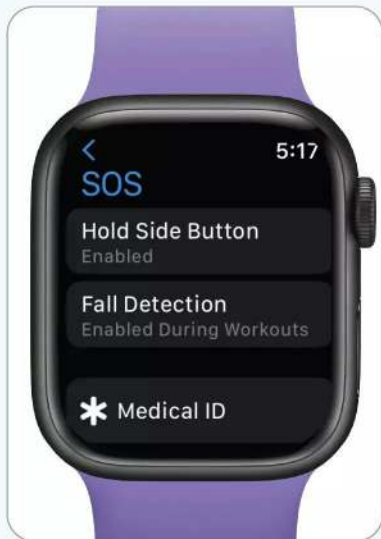 5:17
SOS
Hold Side Button
Enabled
Fall Detection
Enabled During Workouts
Medical ID